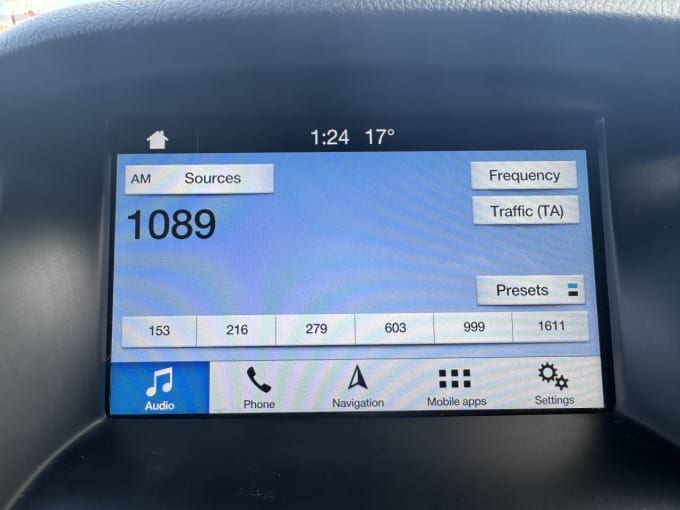 1:24 17°
AM Sources
Frequency
1089
Traffic (TA)
Presets
153 216 279 603 999 1611
Audio Phone Navigation Mobile apps Settings